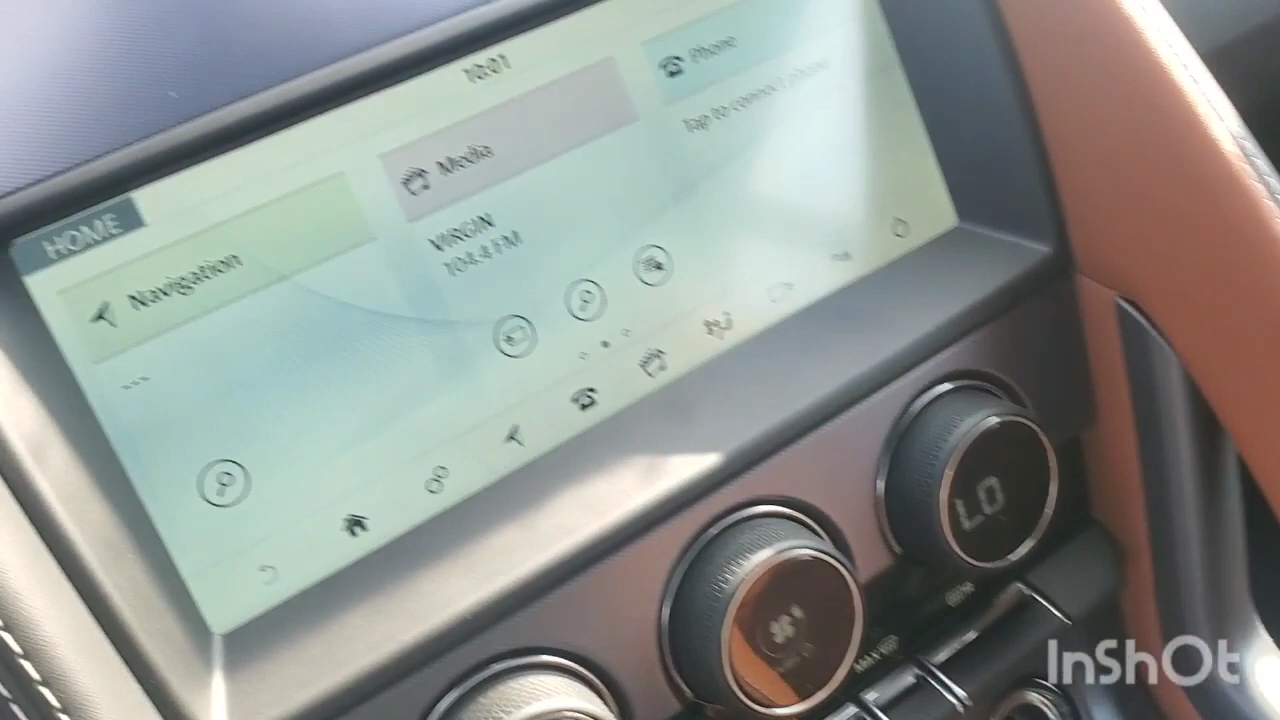 10:01
Phone
Tap to connect phone
Media
HOME
VIRGIN
104.4 FM
Navigation
...
LO
InShOt